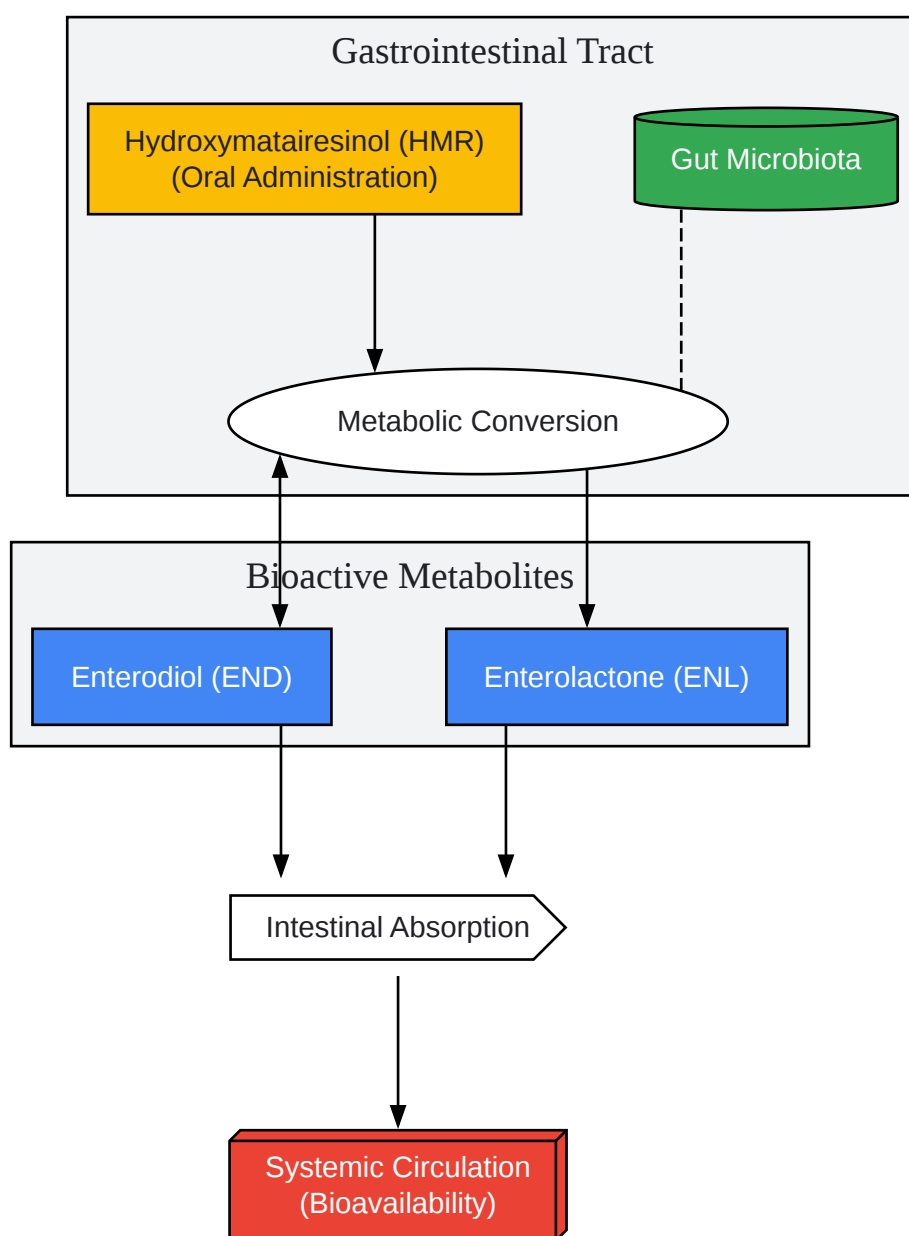 Gastrointestinal Tract
Hydroxymatairesinol (HMR)
(Oral Administration)
Gut Microbiota
Metabolic Conversion
Bioactive Metabolites
Enterodiol (END)
Enterolactone (ENL)
Intestinal Absorption
Systemic Circulation
(Bioavailability)